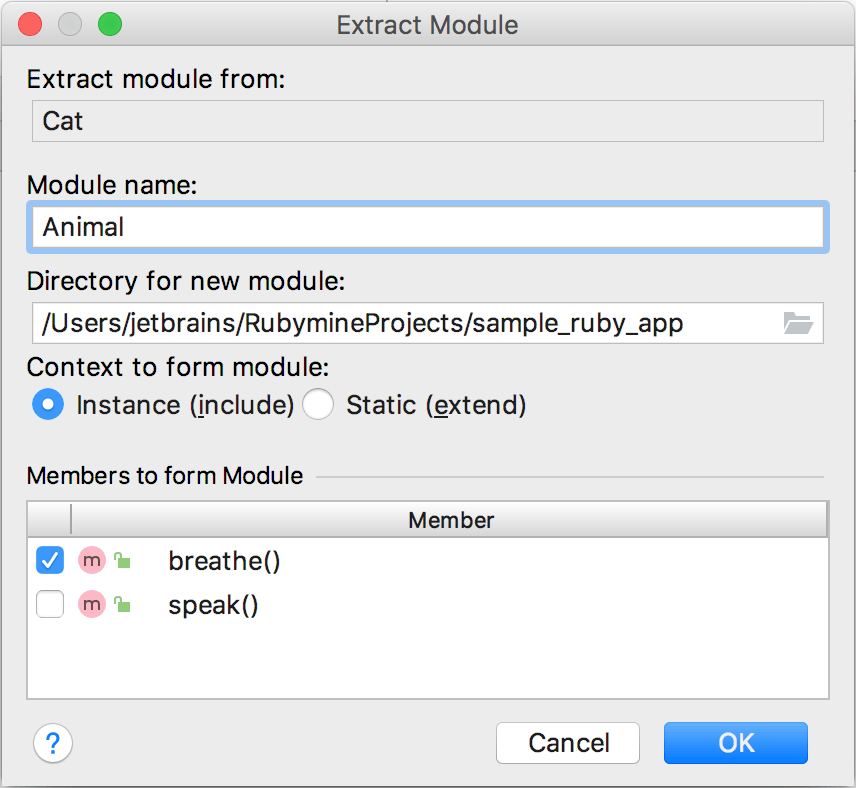 Extract Module
Extract module from:
Cat
Module name:
Animal
Directory for new module:
/Users/jetbrains/RubymineProjects/sample_ruby_app
Context to form module:
Instance (include) Static (extend)
Members to form Module
Member
m breathe()
m speak()
? Cancel OK